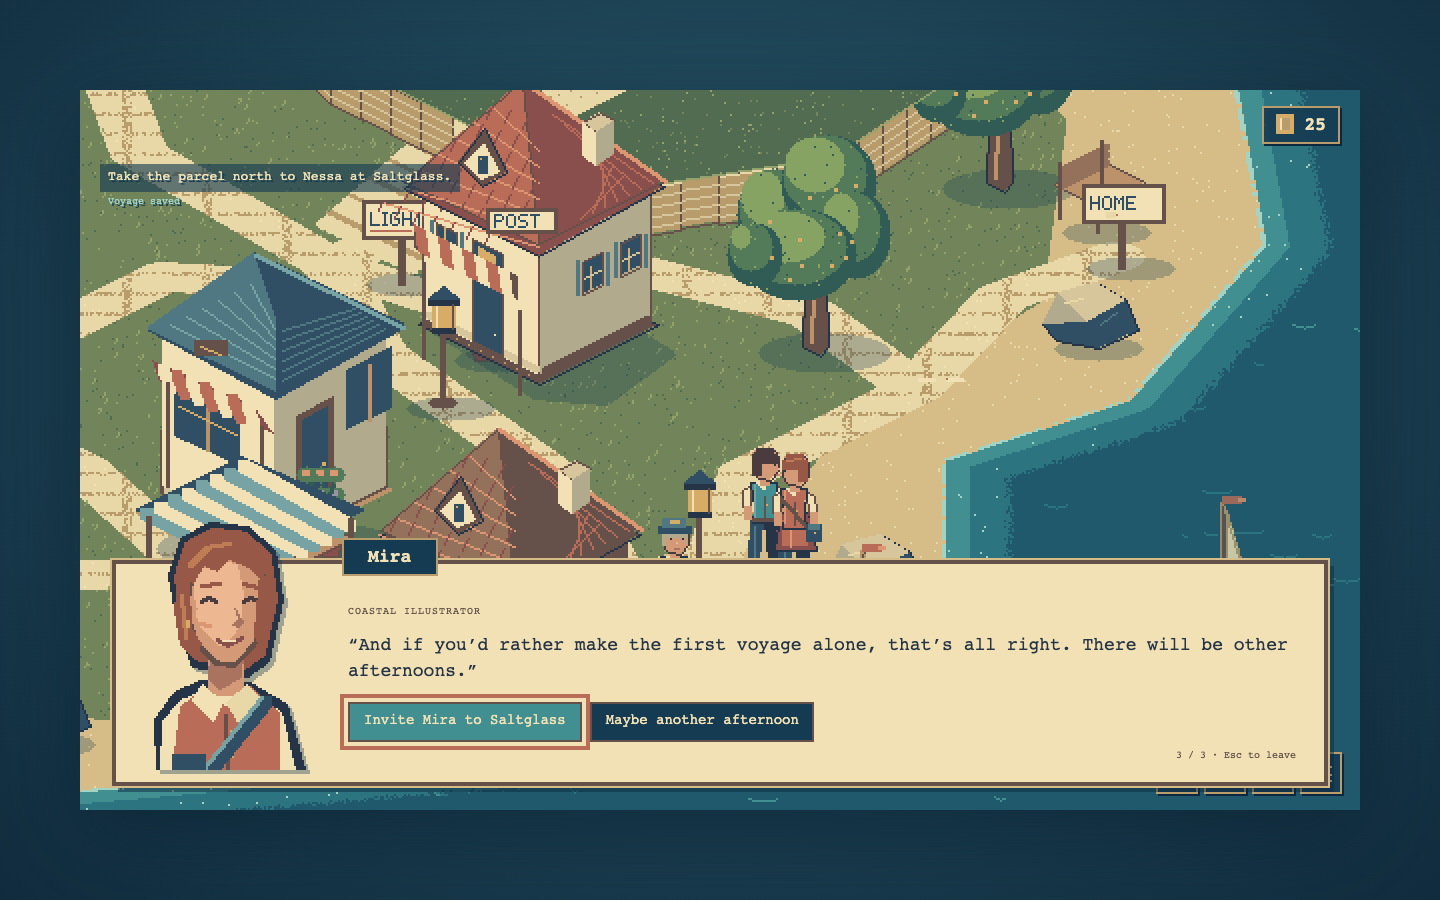 25
Take the parcel north to Nessa at Saltglass.
Voyage saved
HOME
POST
Mira
COASTAL ILLUSTRATOR
“And if you’d rather make the first voyage alone, that’s all right. There will be other
afternoons.”
Invite Mira to Saltglass
Maybe another afternoon
3 / 3 · Esc to leave